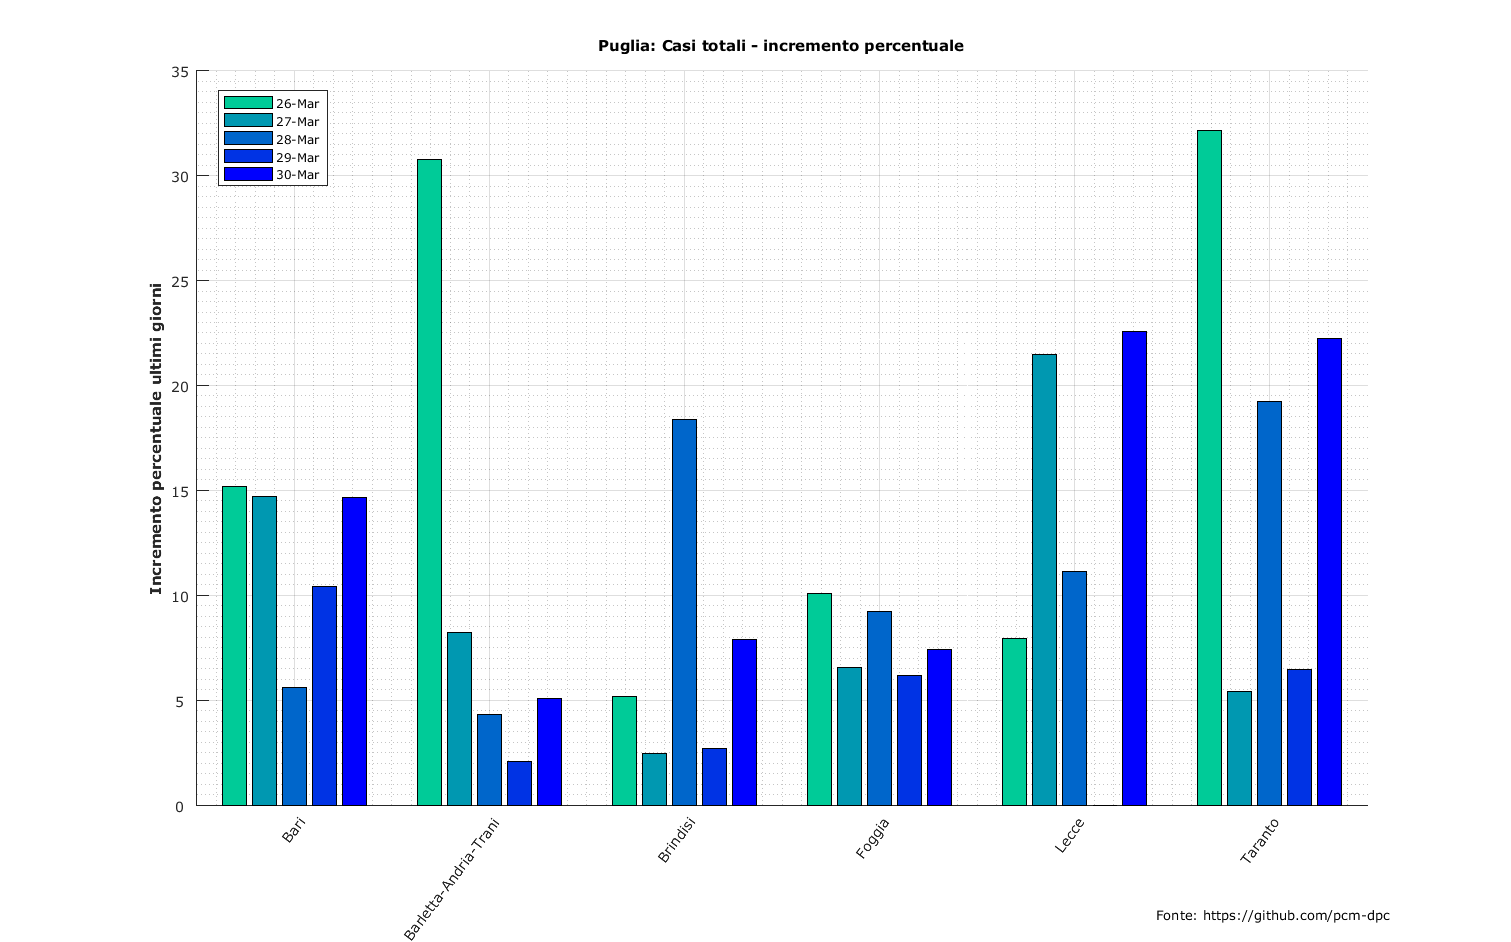 Puglia: Casi totali - incremento percentuale
Incremento percentuale ultimi giorni
35
30
25
20
15
10
5
0
26-Mar
27-Mar
28-Mar
29-Mar
30-Mar
Bari
Barletta-Andria-Trani
Brindisi
Foggia
Lecce
Taranto
Fonte: https://github.com/pcm-dpc